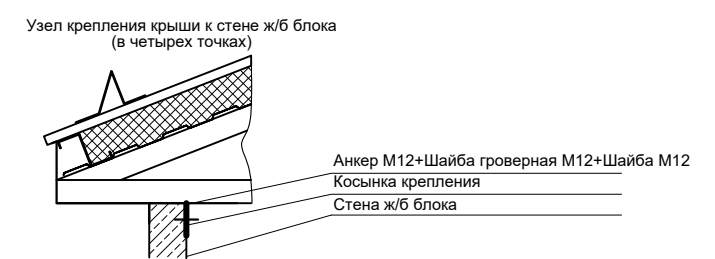 Узел крепления крыши к стене ж/б блока
(в четырех точках)
Анкер М12+Шайба гроверная М12+Шайба М12
Косынка крепления
Стена ж/б блока